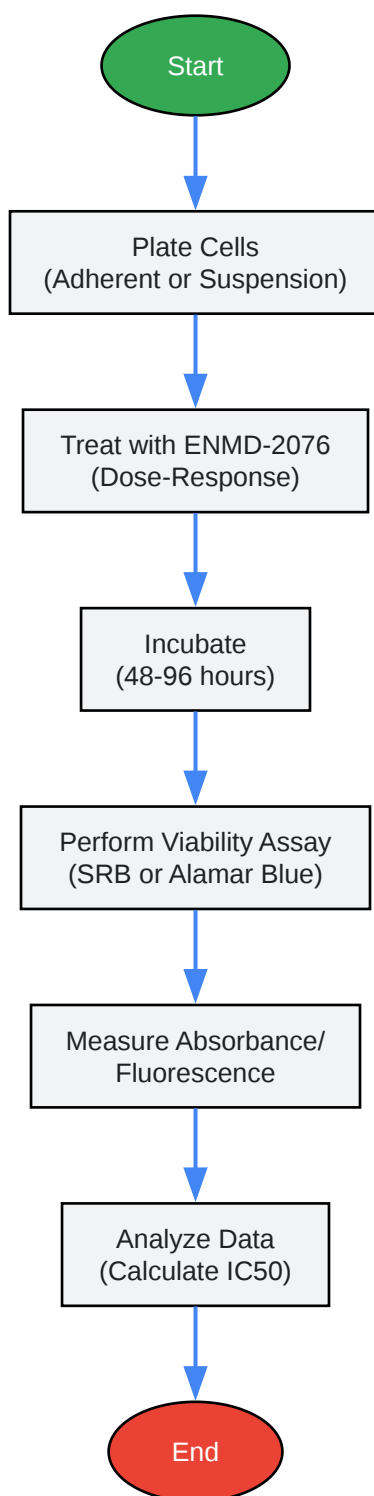 Start
Plate Cells
(Adherent or Suspension)
Treat with ENMD-2076
(Dose-Response)
Incubate
(48-96 hours)
Perform Viability Assay
(SRB or Alamar Blue)
Measure Absorbance/
Fluorescence
Analyze Data
(Calculate IC50)
End